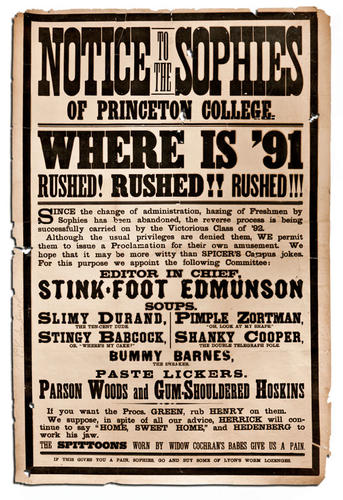 NOTICE TO THE SOPHIES
OF PRINCETON COLLEGE.
WHERE IS '91
RUSHED! RUSHED!! RUSHED!!!
SINCE the change of administration, hazing of Freshmen by
Sophies has been abandoned, the reverse process is being
successfully carried on by the Victorious Class of '92.
Although the usual privileges are denied them, WE permit
them to issue a Proclamation for their own amusement. We
hope that it may be more witty than SPICER'S Campus jokes.
For this purpose we appoint the following Committee:
EDITOR IN CHIEF,
STINK-FOOT EDMUNSON
SOUPS.
SLIMY DURAND, PIMPLE ZORTMAN,
THE TEN-CENT DUDE. "OH, LOOK AT MY SHAPE"
STINGY BABCOCK, SHANKY COOPER,
OR, "WHERE'S MY CAKE?" THE DOUBLE TELEGRAPH POLE.
BUMMY BARNES,
THE SNEAKER.
PASTE LICKERS.
PARSON WOODS and GUM-SHOULDERED HOSKINS
If you want the Procs. GREEN, rub HENRY on them.
We suppose, in spite of all our advice, HERRICK will con-
tinue to say "HOME, SWEET HOME," and HEDENBERG to
work his jaw.
THE SPITTOONS WORN BY WIDOW COCHRAN'S BABES GIVE US A PAIN.
IF THIS GIVES YOU A PAIN, SOPHIES, GO AND BUY SOME OF LYON'S WORM LOZENGES.